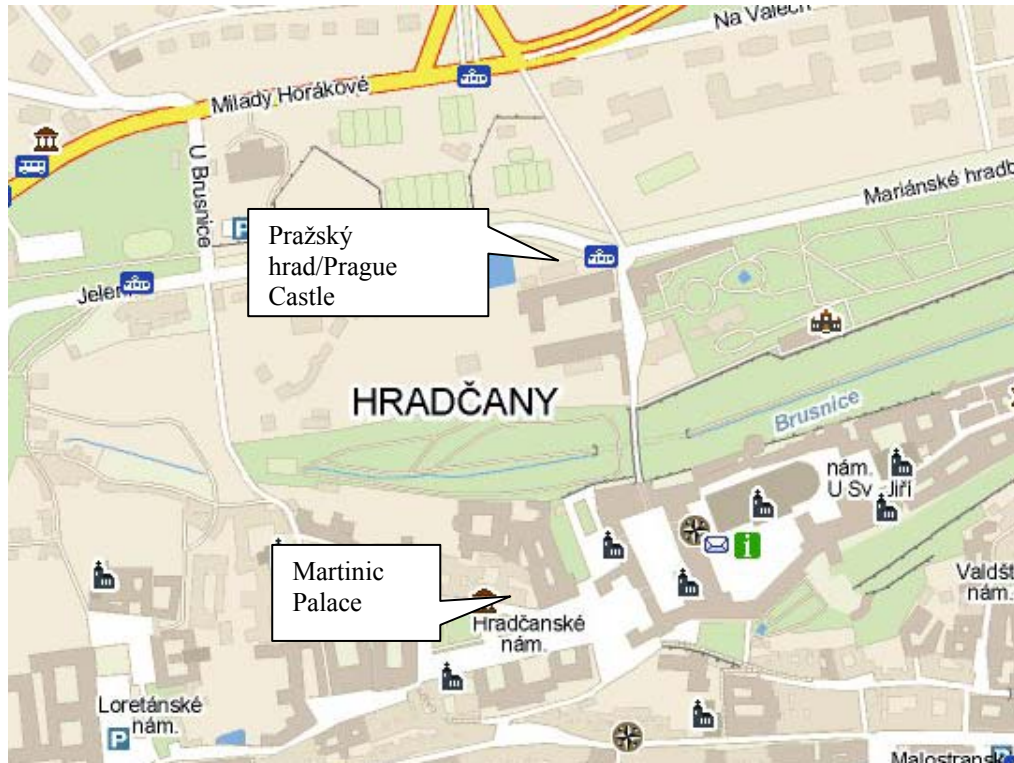 Na Valech
Milady Horákové
U Brusnice
Mariánské hradb
P
Pražský
hrad/Prague
Castle
Jelen
HRADČANY
Brusnice
nám.
U Sv. Jiří
i
Martinic
Palace
Valdšt
nám.
Hradčanské
nám.
Loretánské
nám.
P
Malostransk